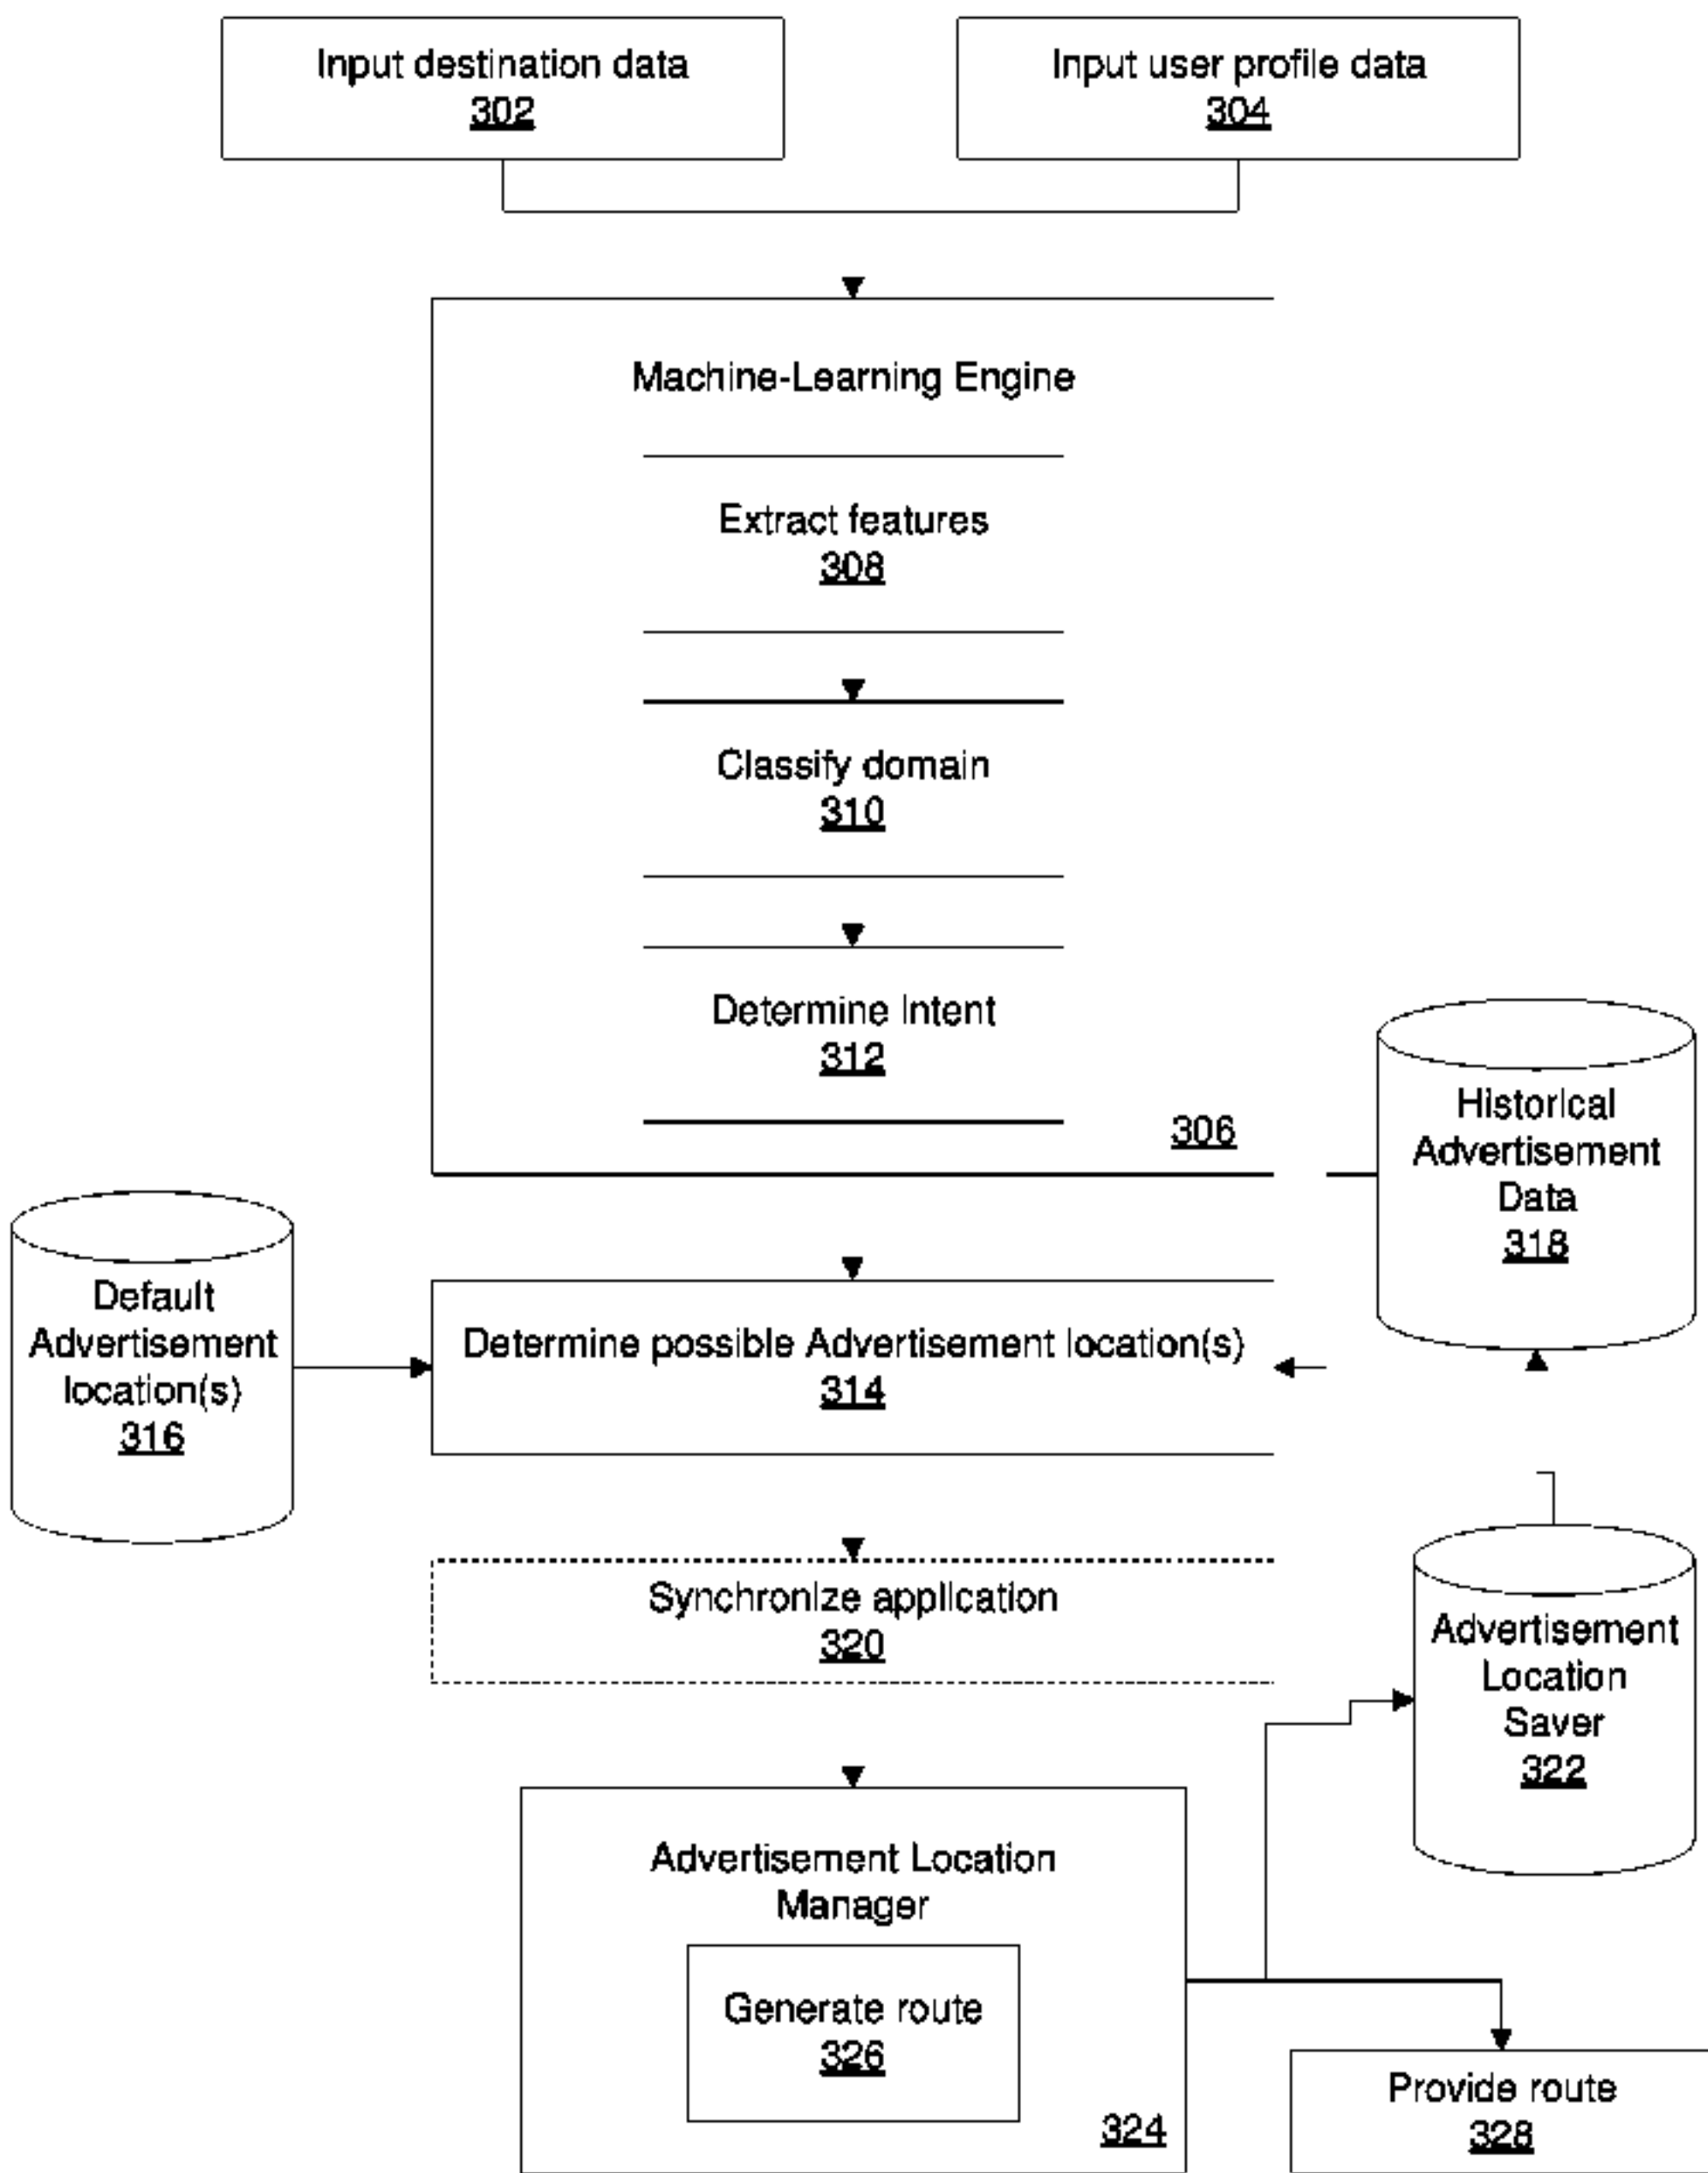 Input destination data
302
Input user profile data
304
Machine-Learning Engine
Extract features
308
Classify domain
310
Determine Intent
312
306
Historical
Advertisement
Data
318
Default
Advertisement
location(s)
316
Determine possible Advertisement location(s)
314
Synchronize application
320
Advertisement
Location
Saver
322
Advertisement Location
Manager
Generate route
326
324
Provide route
328